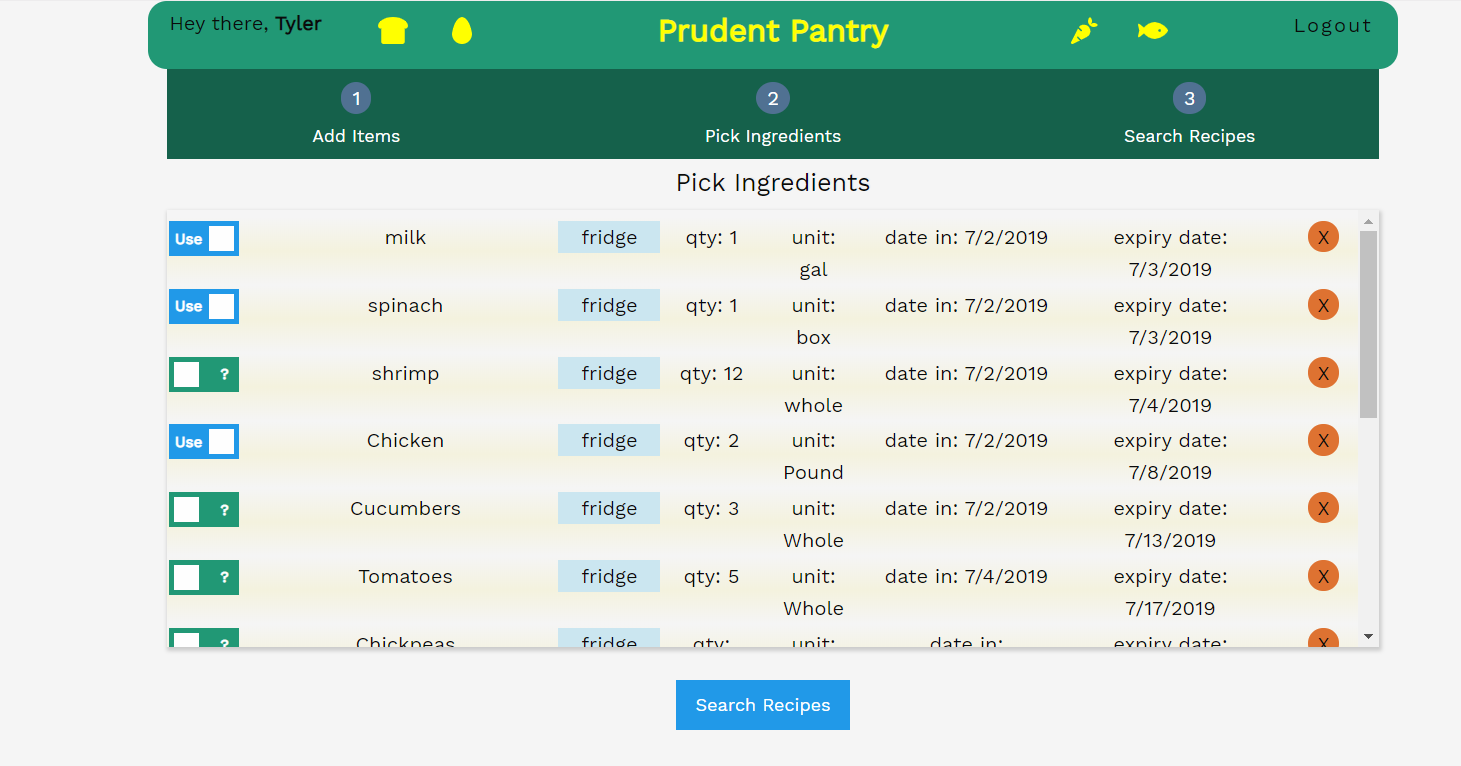 Hey there, Tyler
Prudent Pantry
Logout
1
2
3
Add Items
Pick Ingredients
Search Recipes
Pick Ingredients
Use milk fridge qty: 1 unit: date in: 7/2/2019 expiry date: X
gal 7/3/2019
Use spinach fridge qty: 1 unit: date in: 7/2/2019 expiry date: X
box 7/3/2019
? shrimp fridge qty: 12 unit: date in: 7/2/2019 expiry date: X
whole 7/4/2019
Use Chicken fridge qty: 2 unit: date in: 7/2/2019 expiry date: X
Pound 7/8/2019
? Cucumbers fridge qty: 3 unit: date in: 7/2/2019 expiry date: X
Whole 7/13/2019
? Tomatoes fridge qty: 5 unit: date in: 7/4/2019 expiry date: X
Whole 7/17/2019
? Chickpeas fridge qty: unit: date in: expiry date: X
Search Recipes